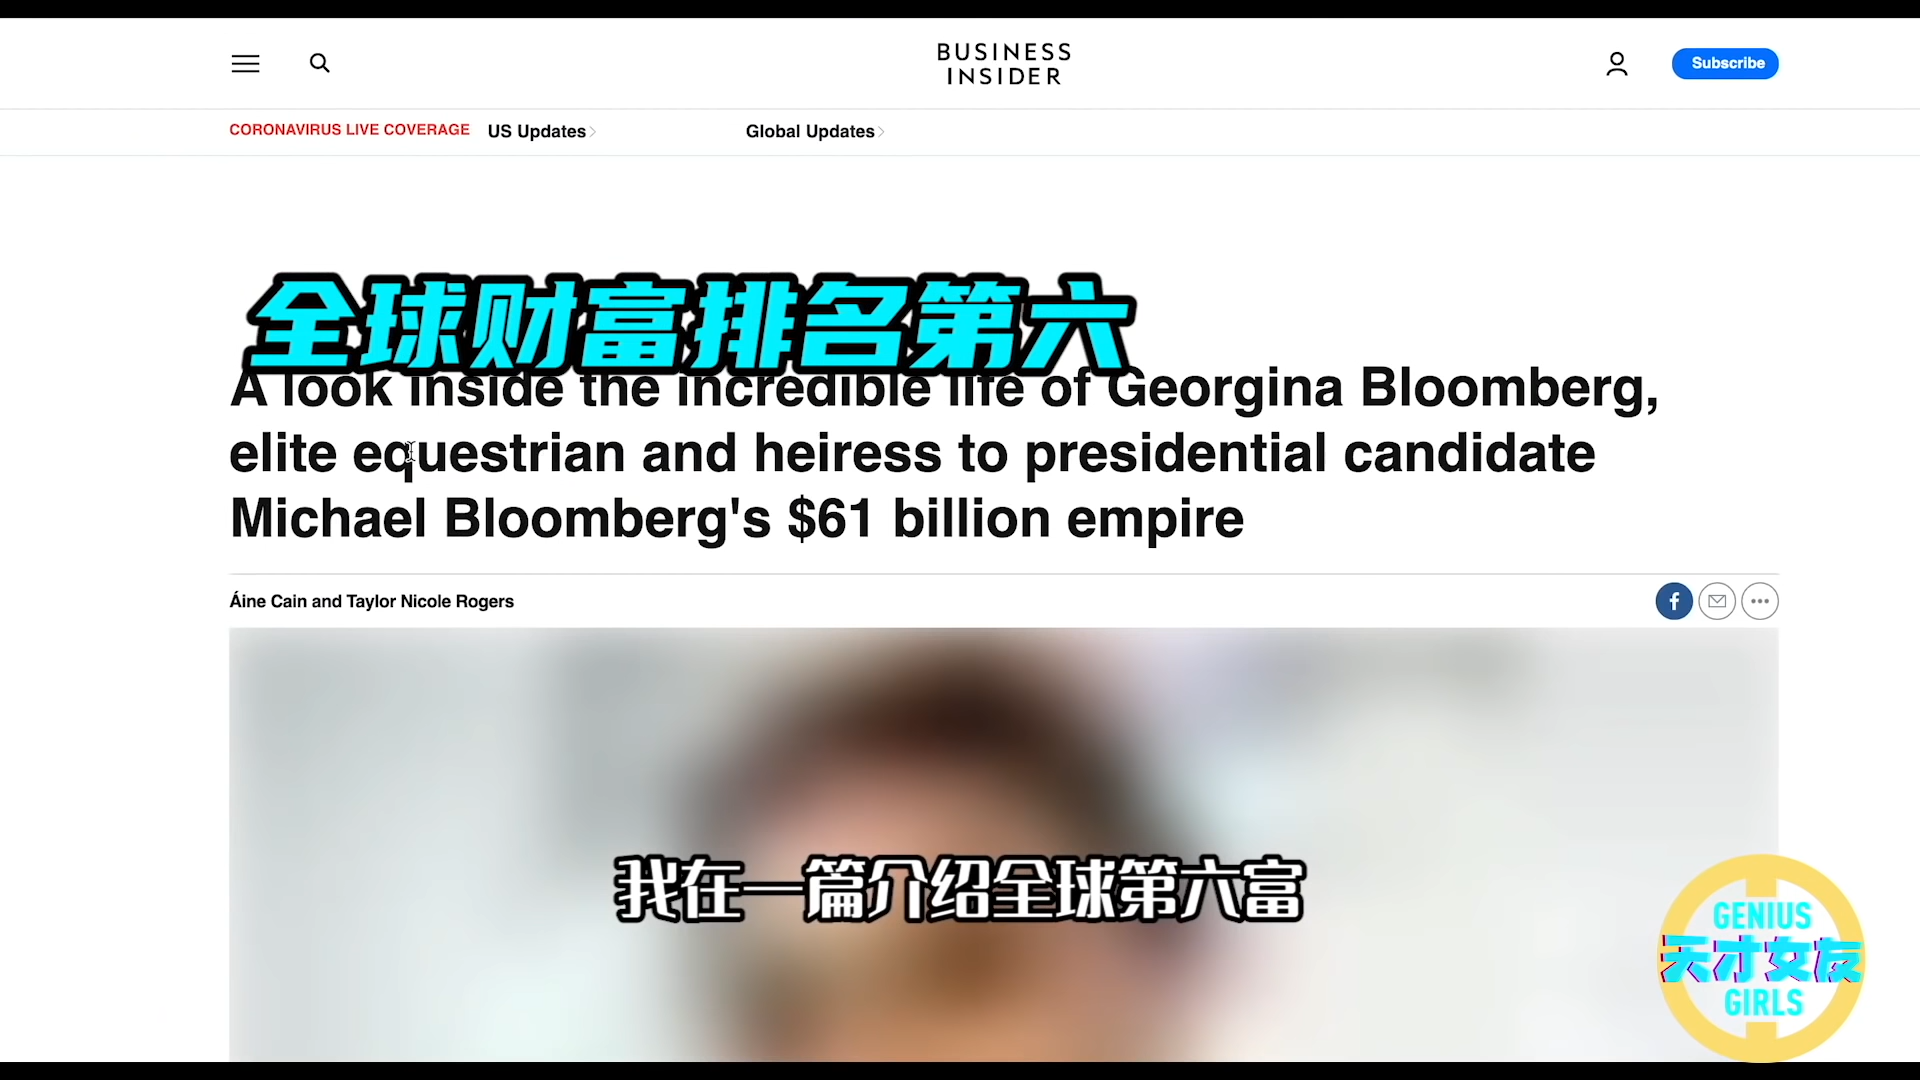 BUSINESS
INSIDER
Subscribe
CORONAVIRUS LIVE COVERAGE US Updates Global Updates
全球财富排名第六
A look inside the incredible life of Georgina Bloomberg,
elite equestrian and heiress to presidential candidate
Michael Bloomberg's $61 billion empire
Áine Cain and Taylor Nicole Rogers
我在一篇介绍全球第六富
GENIUS
天才女友
GIRLS